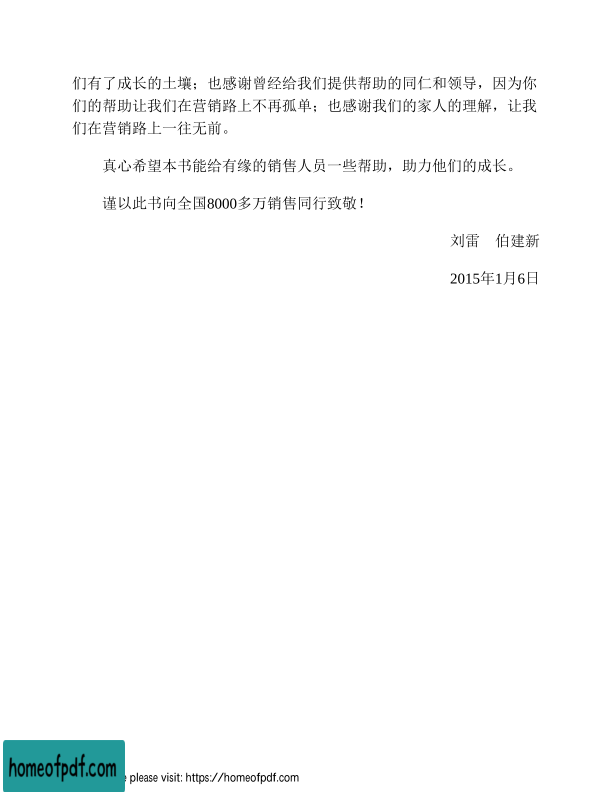 们有了成长的土壤；也感谢曾经给我们提供帮助的同仁和领导，因为你
们的帮助让我们在营销路上不再孤单；也感谢我们的家人的理解，让我
们在营销路上一往无前。
真心希望本书能给有缘的销售人员一些帮助，助力他们的成长。
谨以此书向全国8000多万销售同行致敬！
刘雷　伯建新
2015年1月6日
homeofpdf.com
please visit: https://homeofpdf.com